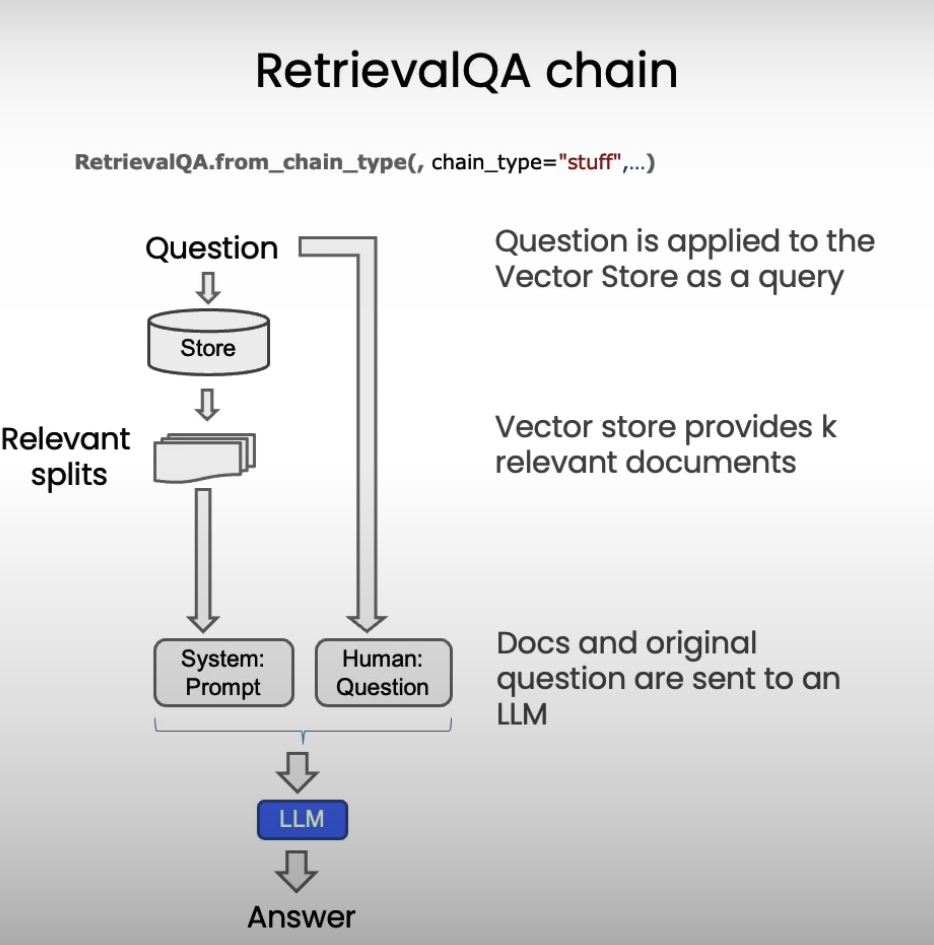 RetrievalQA chain
RetrievalQA.from_chain_type(, chain_type="stuff",...)
Question
Question is applied to the
Vector Store as a query
Store
Relevant
splits
Vector store provides k
relevant documents
System:
Prompt
Human:
Question
Docs and original
question are sent to an
LLM
LLM
Answer